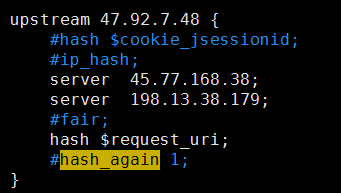 upstream 47.92.7.48 {
    #hash $cookie_jsessionid;
    #ip_hash;
    server  45.77.168.38;
    server  198.13.38.179;
    #fair;
    hash $request_uri;
    #hash_again 1;
}